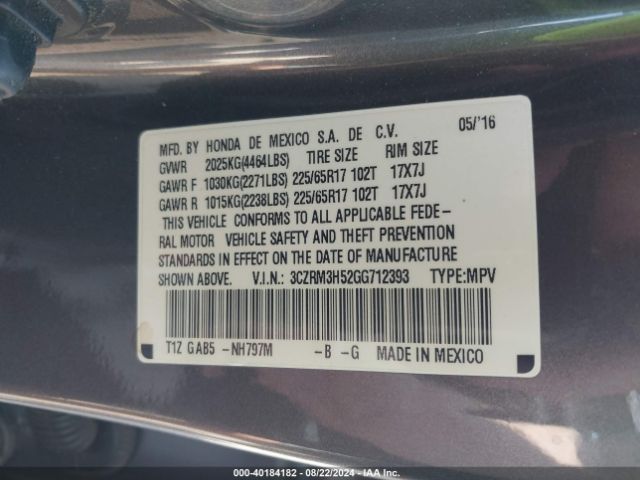 MFD. BY HONDA DE MEXICO S.A. DE C.V. 05/'16
GVWR 2025KG(4464LBS) TIRE SIZE RIM SIZE
GAWR F 1030KG(2271LBS) 225/65R17 102T 17X7J
GAWR R 1015KG(2238LBS) 225/65R17 102T 17X7J
THIS VEHICLE CONFORMS TO ALL APPLICABLE FEDE-
RAL MOTOR VEHICLE SAFETY AND THEFT PREVENTION
STANDARDS IN EFFECT ON THE DATE OF MANUFACTURE
SHOWN ABOVE. V.I.N.: 3CZRM3H52GG712393 TYPE:MPV
T1Z GAB5 -NH797M -B -G MADE IN MEXICO
000-40184182 - 08/22/2024 - IAA Inc.